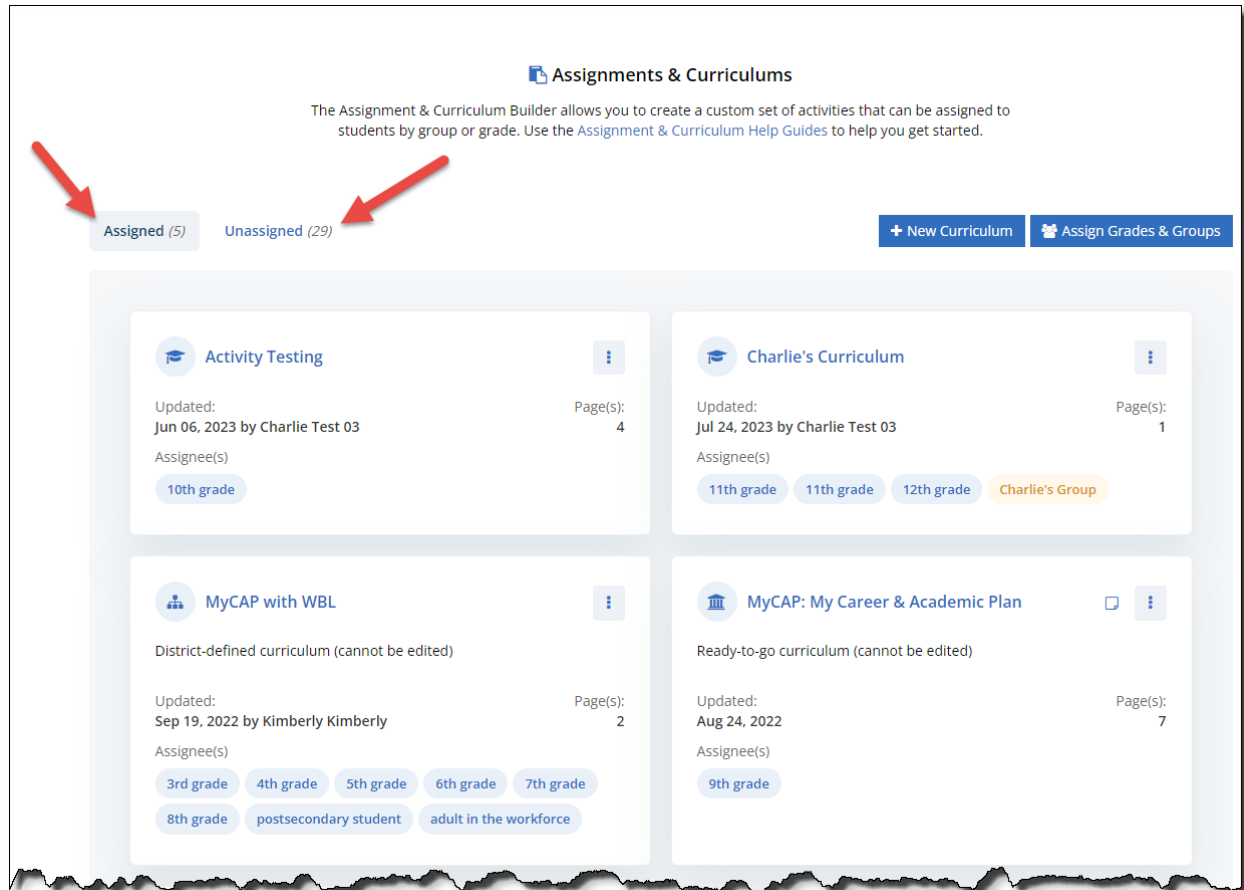 Assignments & Curriculums
The Assignment & Curriculum Builder allows you to create a custom set of activities that can be assigned to
students by group or grade. Use the Assignment & Curriculum Help Guides to help you get started.
Assigned (5) Unassigned (29) + New Curriculum Assign Grades & Groups
Activity Testing
Updated: Page(s):
Jun 06, 2023 by Charlie Test 03 4
Assignee(s)
10th grade
Charlie's Curriculum
Updated: Page(s):
Jul 24, 2023 by Charlie Test 03 1
Assignee(s)
11th grade 11th grade 12th grade Charlie's Group
MyCAP with WBL
District-defined curriculum (cannot be edited)
Updated: Page(s):
Sep 19, 2022 by Kimberly Kimberly 2
Assignee(s)
3rd grade 4th grade 5th grade 6th grade 7th grade
8th grade postsecondary student adult in the workforce
MyCAP: My Career & Academic Plan
Ready-to-go curriculum (cannot be edited)
Updated: Page(s):
Aug 24, 2022 7
Assignee(s)
9th grade